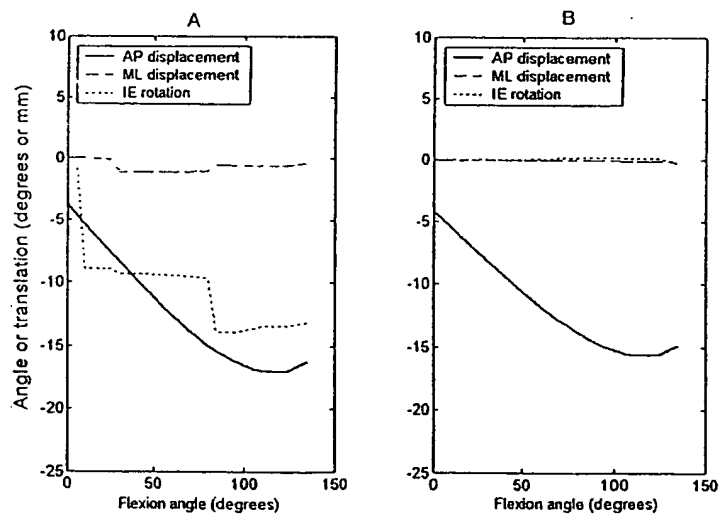 A
10
5
0
-5
-10
-15
-20
-25
Angle or translation (degrees or mm)
AP displacement
ML displacement
IE rotation
0
50
100
150
Flexion angle (degrees)
B
10
5
0
-5
-10
-15
-20
-25
AP displacement
ML displacement
IE rotation
0
50
100
150
Flexion angle (degrees)